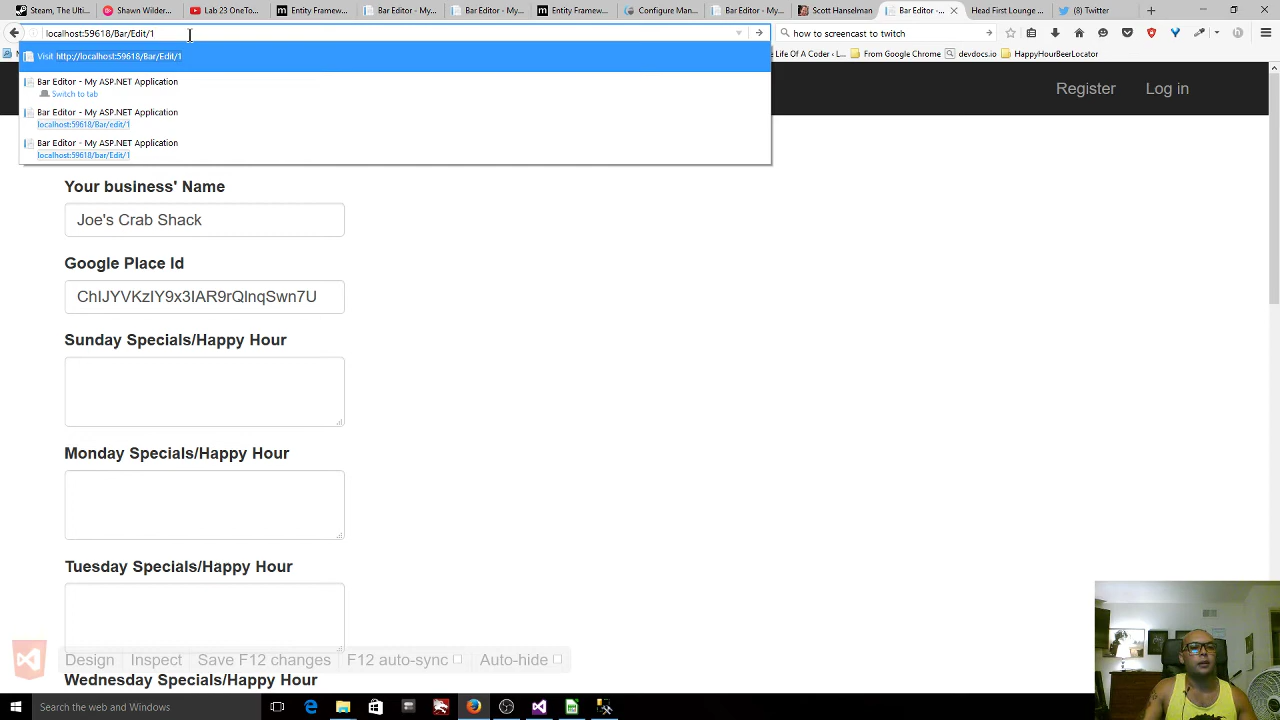 Steam, The Ult...
Shawn Wilder...
Lab 23 OneTo...
Entity Framew...
Bar Editor - My...
Bar Editor - My...
Entity Framew...
Configure Man...
Bar Editor - My...
Scott Hanselman
Bar Editor - ...
Head First Lounge ...
(8) Twitter
localhost:59618/Bar/Edit/1
how to screencast to twitch
Visit http://localhost:59618/Bar/Edit/1
Life Of A Coder - L...
From Google Chrome
devdocs.io
HappyHourBeerLocator
Bar Editor - My ASP.NET Application
Switch to tab
Bar Editor - My ASP.NET Application
localhost:59618/Bar/edit/1
Bar Editor - My ASP.NET Application
localhost:59618/bar/Edit/1
Register
Log in
Your business' Name
Joe's Crab Shack
Google Place Id
ChIJYVKzIY9x3IAR9rQlnqSwn7U
Sunday Specials/Happy Hour
Monday Specials/Happy Hour
Tuesday Specials/Happy Hour
Design
Inspect
Save F12 changes
F12 auto-sync
Auto-hide
Wednesday Specials/Happy Hour
Search the web and Windows